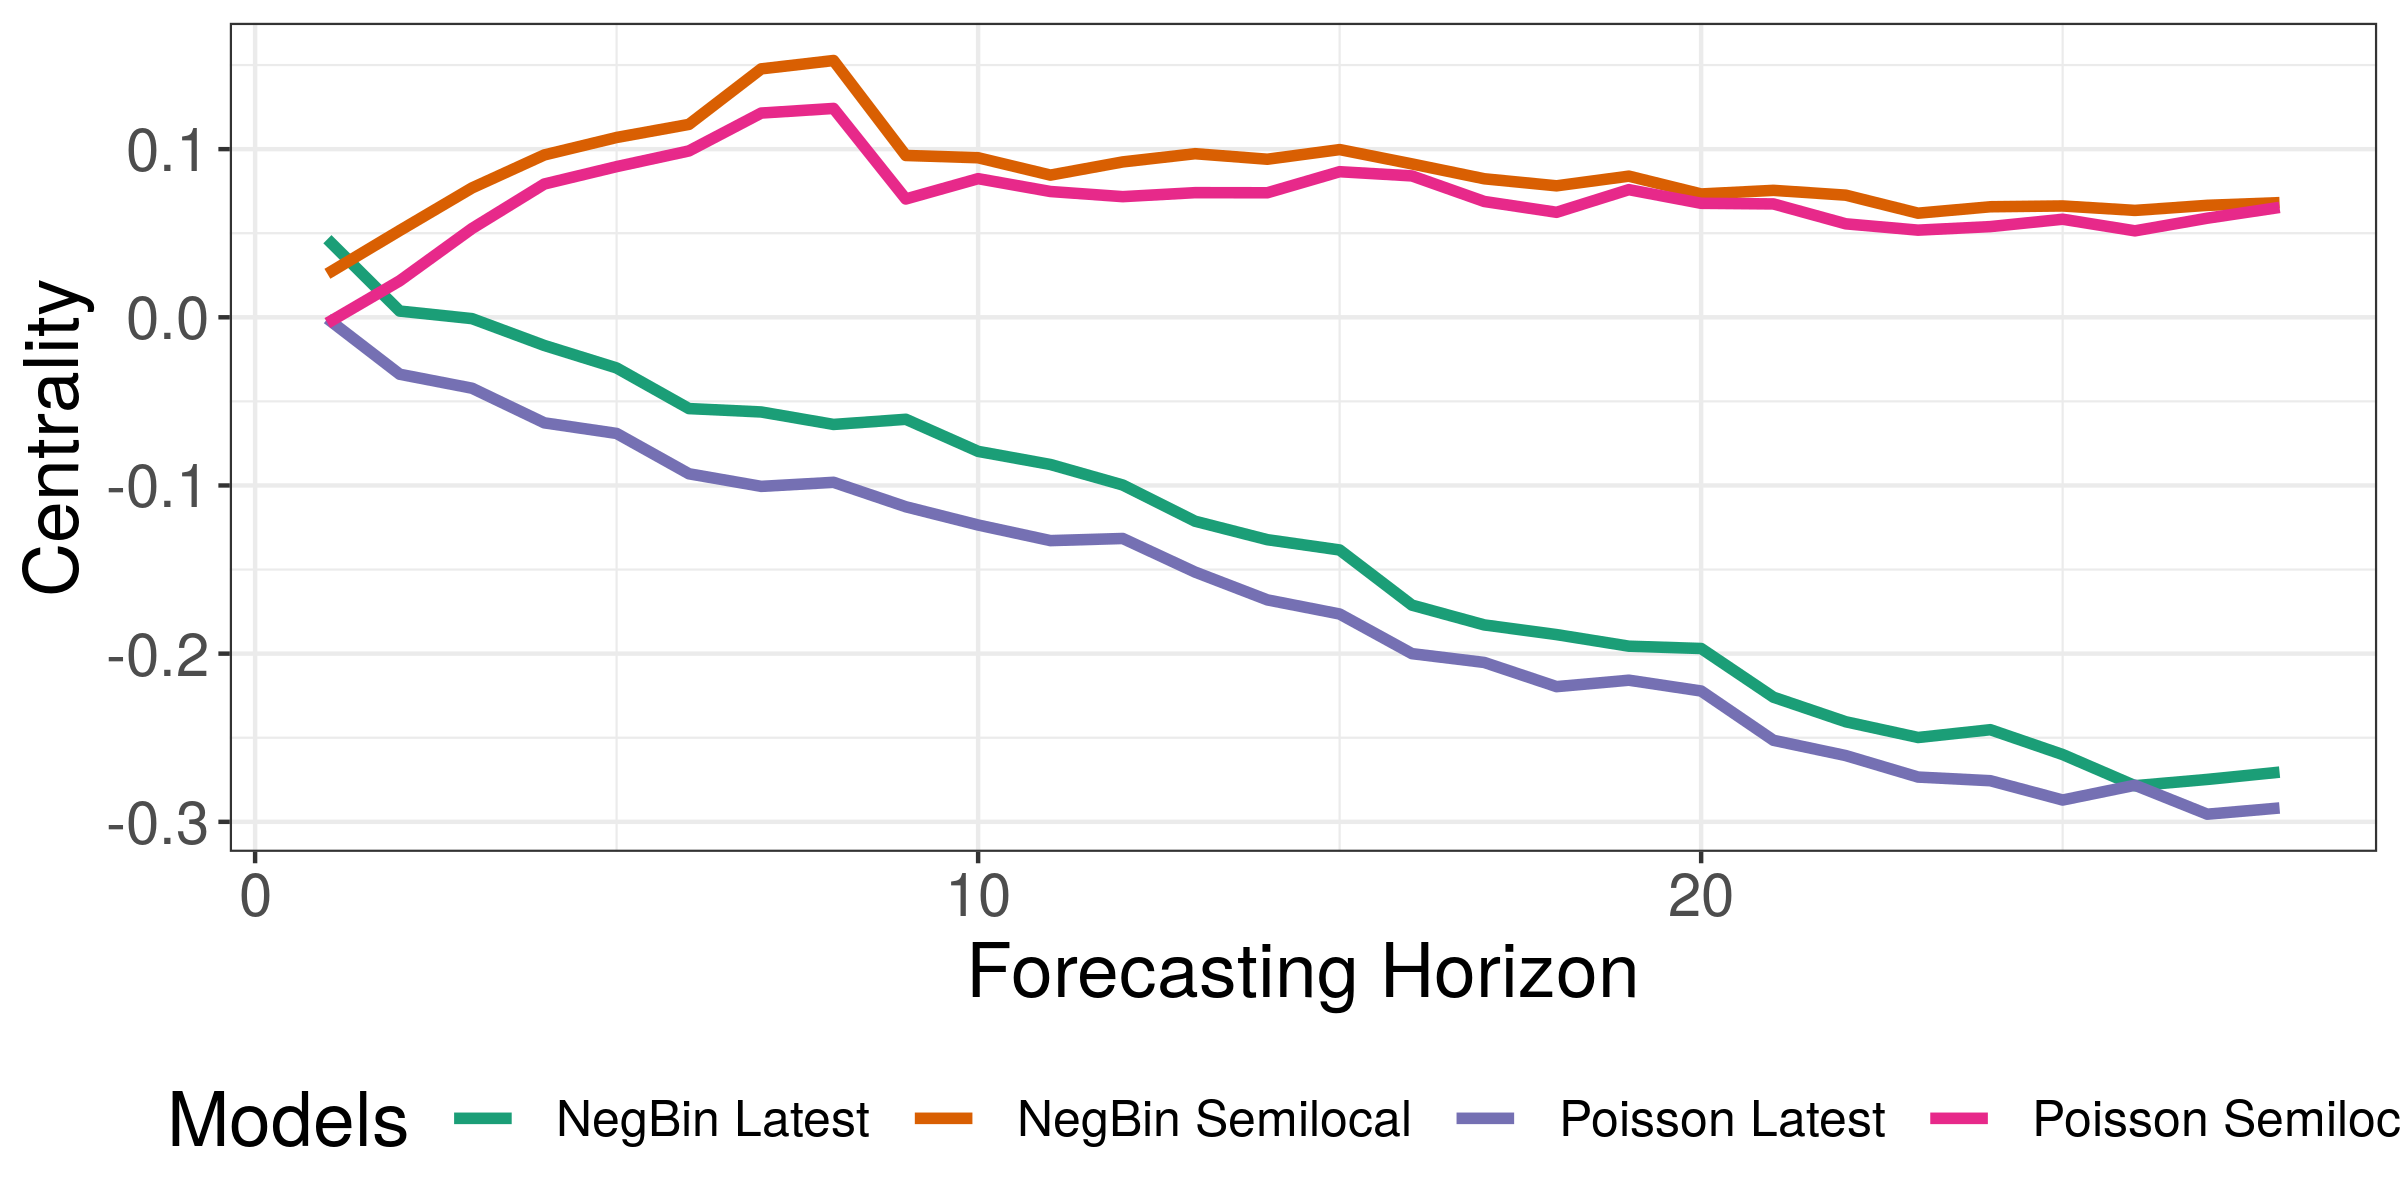 Centrality
0.1
0.0
-0.1
-0.2
-0.3
0 10 20
Forecasting Horizon
Models NegBin Latest NegBin Semilocal Poisson Latest Poisson Semiloc